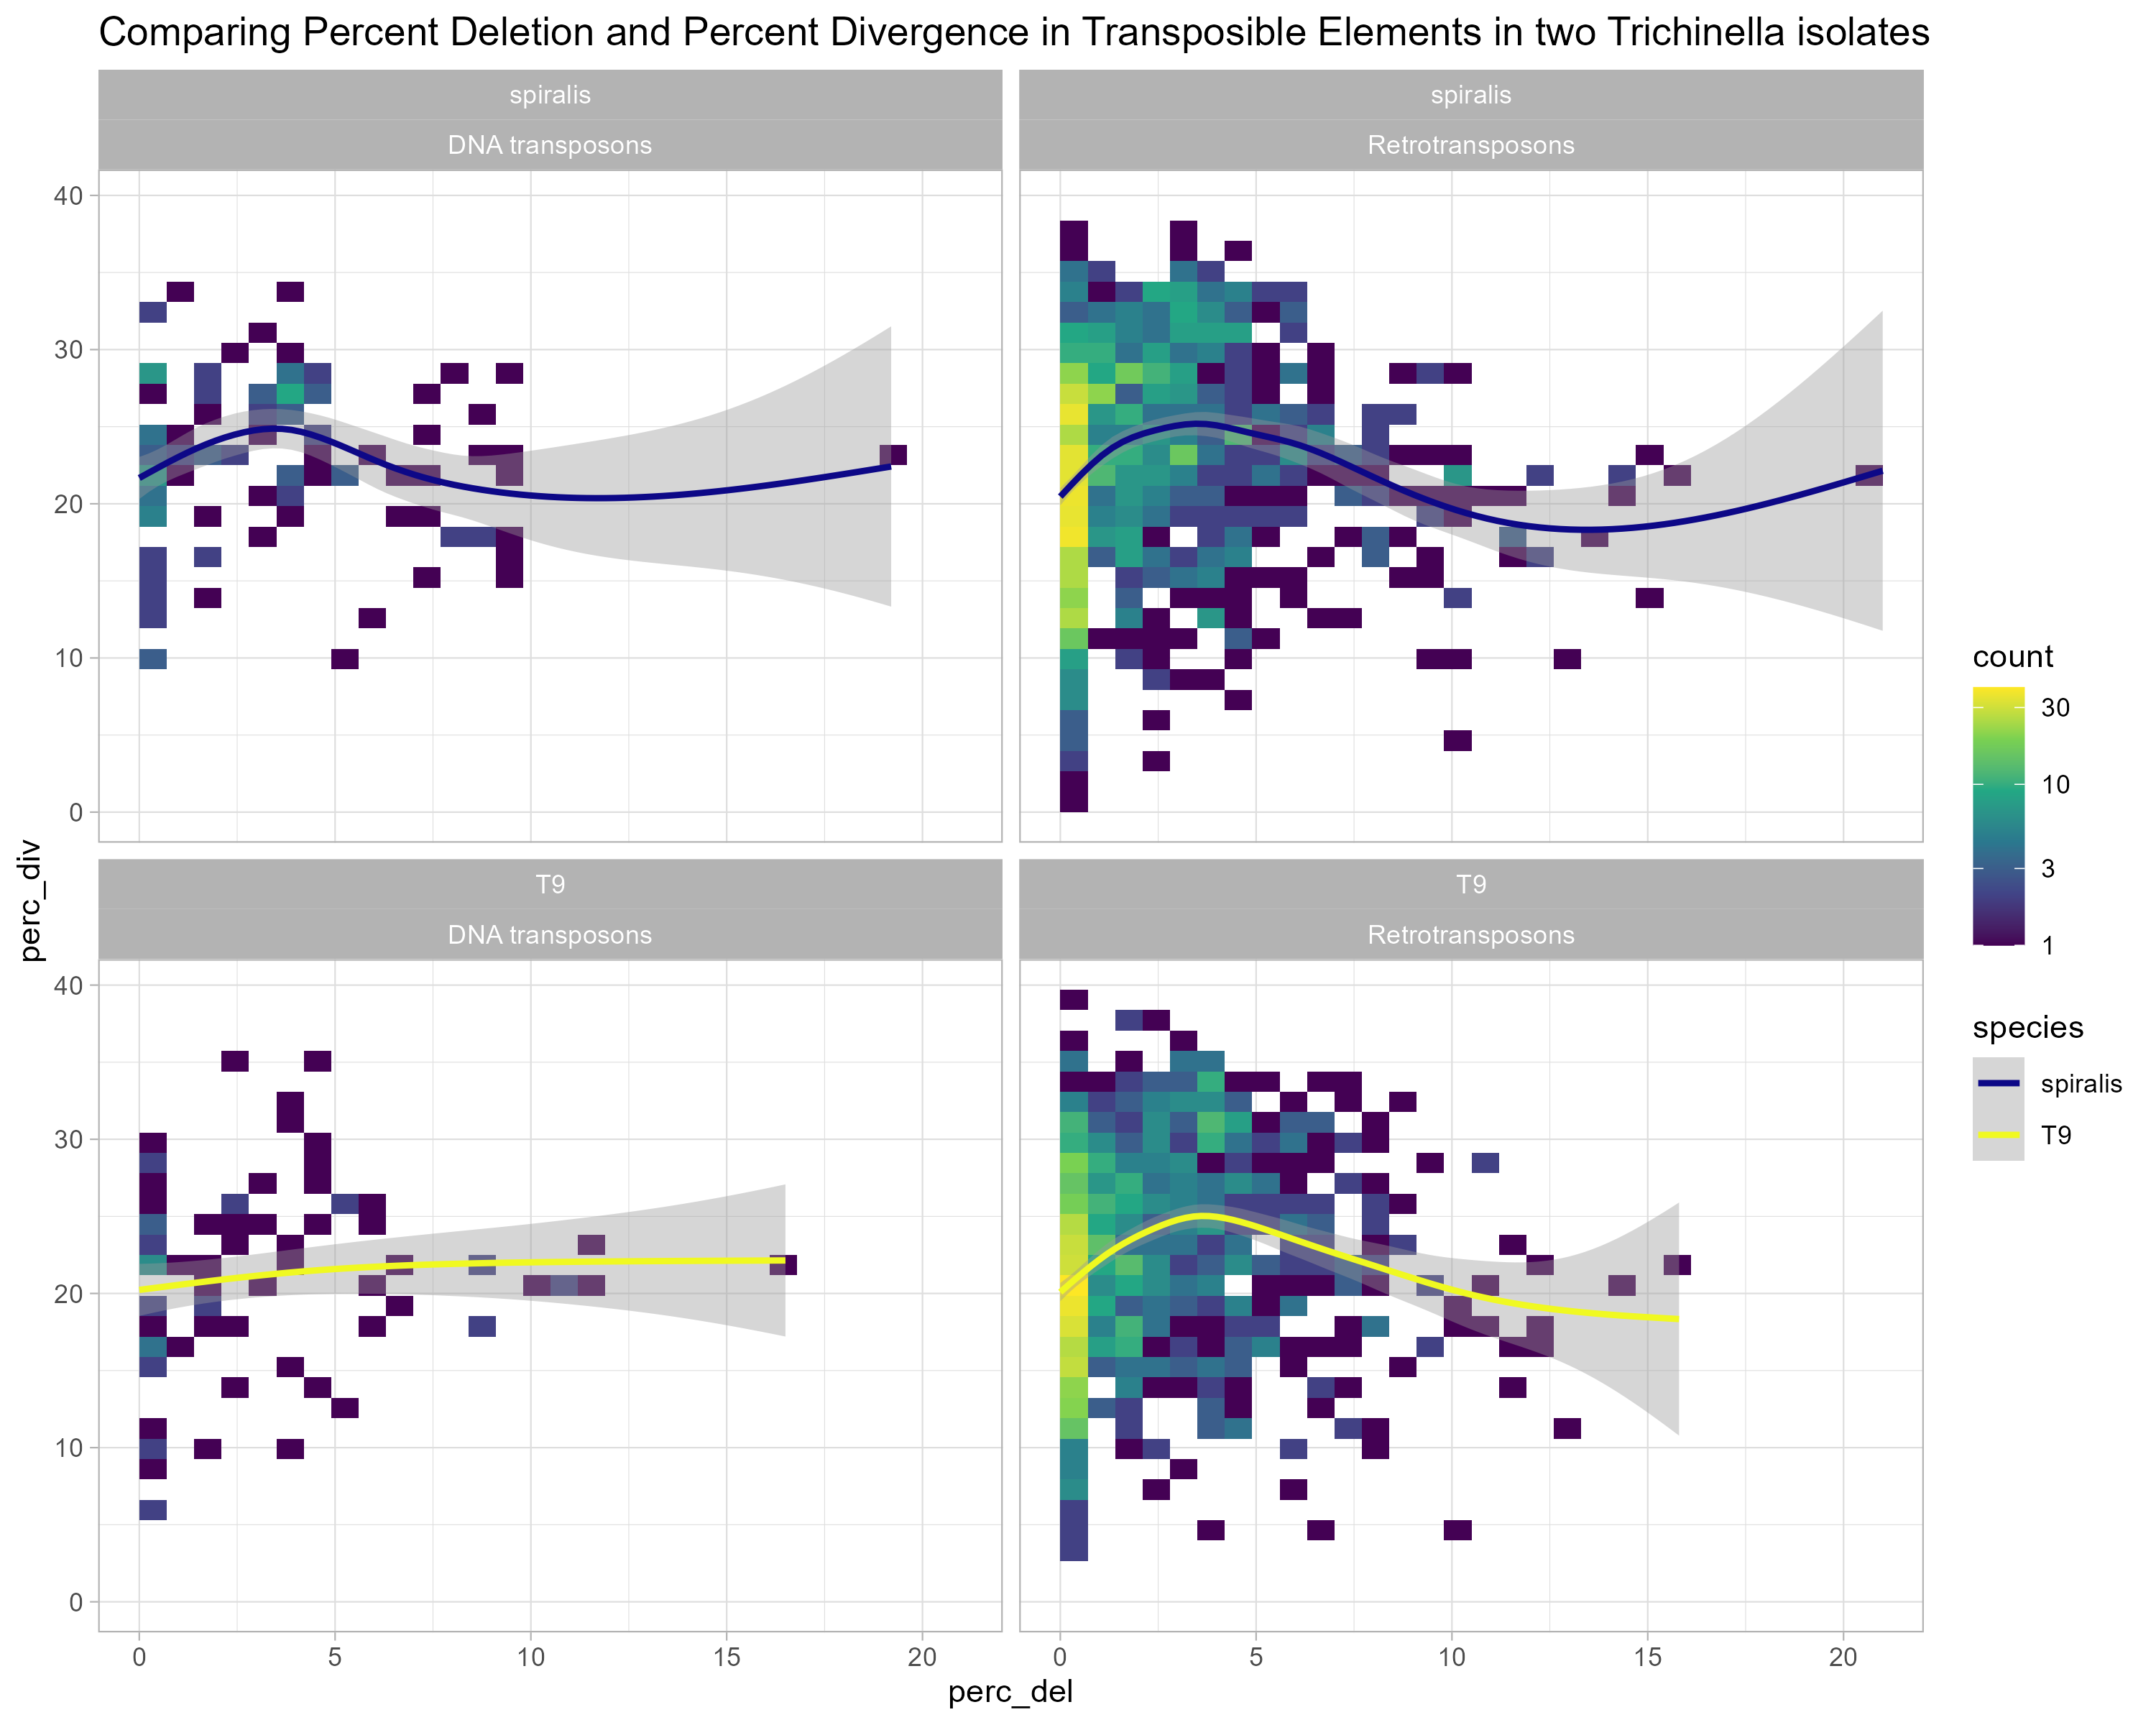 Comparing Percent Deletion and Percent Divergence in Transposible Elements in two Trichinella isolates
spiralis
DNA transposons
spiralis
Retrotransposons
40
30
20
10
0
T9
DNA transposons
T9
Retrotransposons
40
30
20
10
0
0 5 10 15 20
0 5 10 15 20
perc_del
perc_div
count
30
10
3
1
species
spiralis
T9